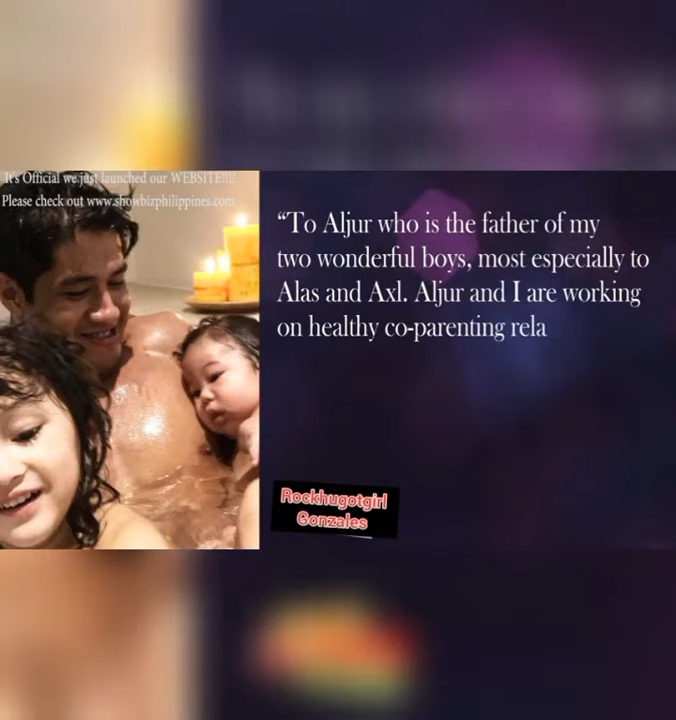 It's Official we just launched our WEBSITE!!!!
Please check out www.showbizphilippines.com
“To Aljur who is the father of my
two wonderful boys, most especially to
Alas and Axl. Aljur and I are working
on healthy co-parenting rela
Rockhugotgirl
Gonzales